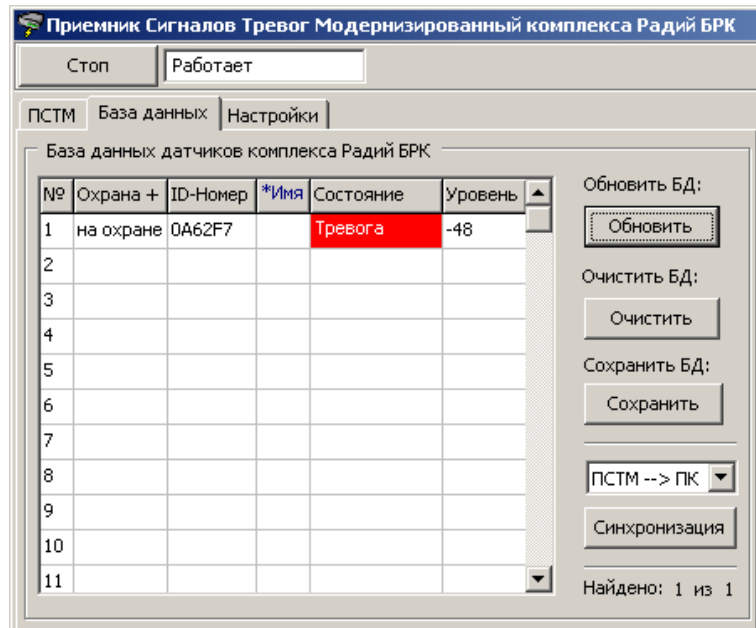 Приемник Сигналов Тревог Модернизированный комплекса Радий БРК
Стоп Работает
ПСТМ База данных Настройки
База данных датчиков комплекса Радий БРК
№ Охрана + ID-Номер *Имя Состояние Уровень
1 на охране 0A62F7 Тревога -48
2
3
4
5
6
7
8
9
10
11
Обновить БД:
Обновить
Очистить БД:
Очистить
Сохранить БД:
Сохранить
ПСТМ --> ПК
Синхронизация
Найдено: 1 из 1